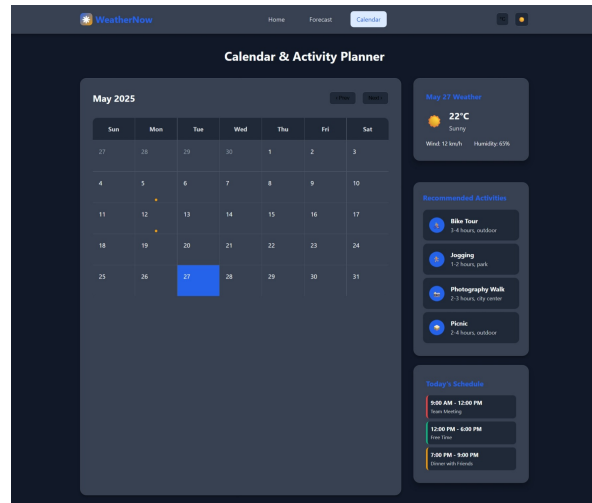 WeatherNow
Home Forecast Calendar
Calendar & Activity Planner
May 2025
‹ Prev Next ›
Sun Mon Tue Wed Thu Fri Sat
27 28 29 30 1 2 3
4 5 6 7 8 9 10
11 12 13 14 15 16 17
18 19 20 21 22 23 24
25 26 27 28 29 30 31
May 27 Weather
22°C
Sunny
Wind: 12 km/h Humidity: 65%
Recommended Activities
Bike Tour
3-4 hours, outdoor
Jogging
1-2 hours, park
Photography Walk
2-3 hours, city center
Picnic
2-4 hours, outdoor
Today's Schedule
9:00 AM - 12:00 PM
Team Meeting
12:00 PM - 6:00 PM
Free Time
7:00 PM - 9:00 PM
Dinner with Friends